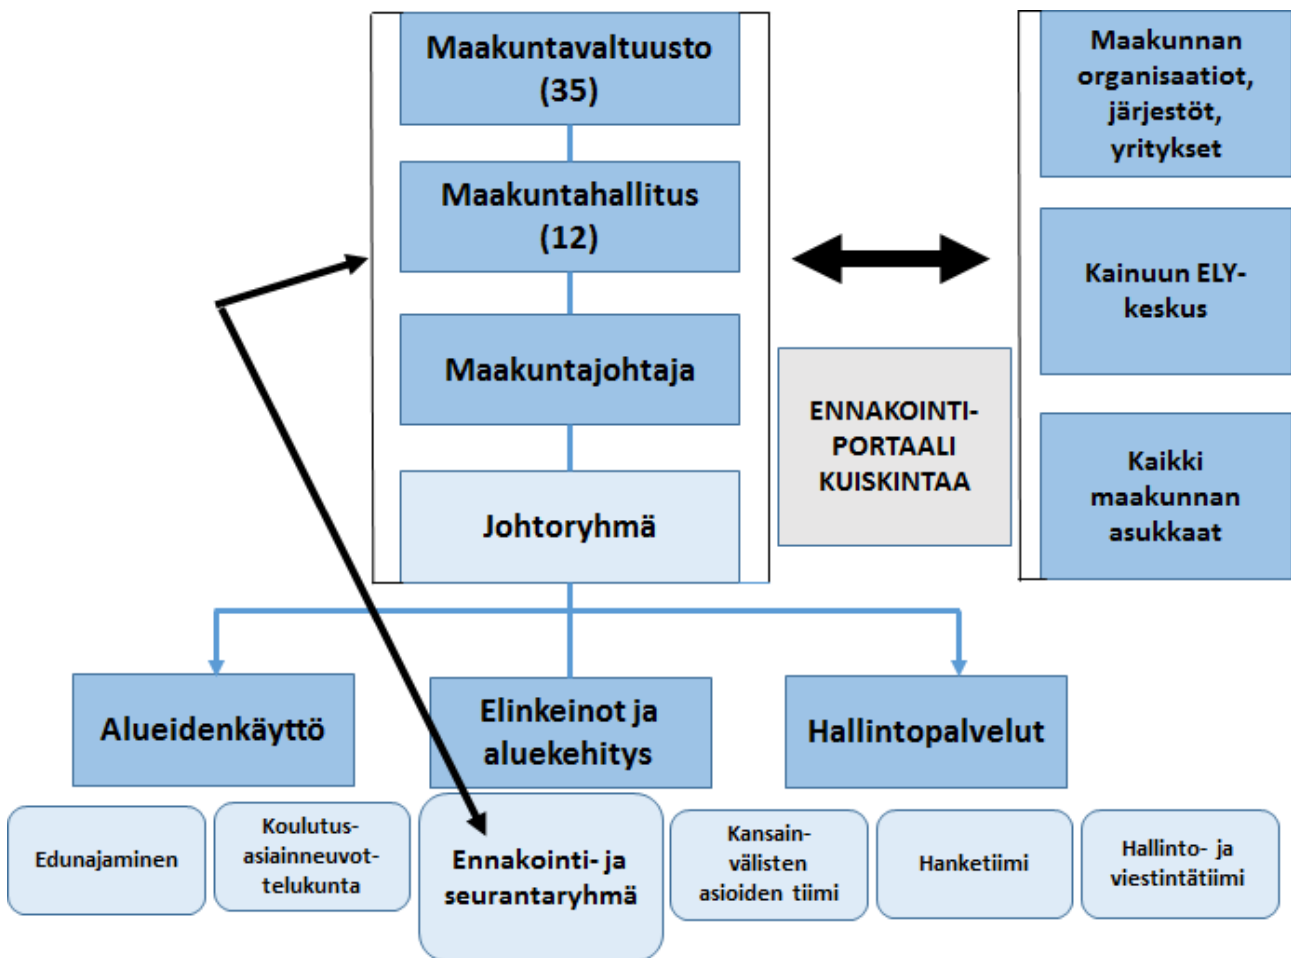 Maakuntavaltuusto
(35)
Maakuntahallitus
(12)
Maakuntajohtaja
Johtoryhmä
ENNAKOINTI-
PORTAALI
KUISKINTAA
Maakunnan
organisaatiot,
järjestöt,
yritykset
Kainuun ELY-
keskus
Kaikki
maakunnan
asukkaat
Alueidenkäyttö
Elinkeinot ja
aluekehitys
Hallintopalvelut
Edunajaminen
Koulutus-
asiainneuvot-
telukunta
Ennakointi- ja
seurantaryhmä
Kansain-
välisten
asioiden tiimi
Hanketiimi
Hallinto- ja
viestintätiimi